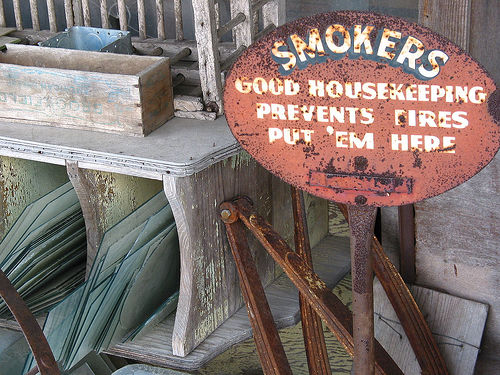 SMOKERS
GOOD HOUSEKEEPING
PREVENTS FIRES
PUT 'EM HERE